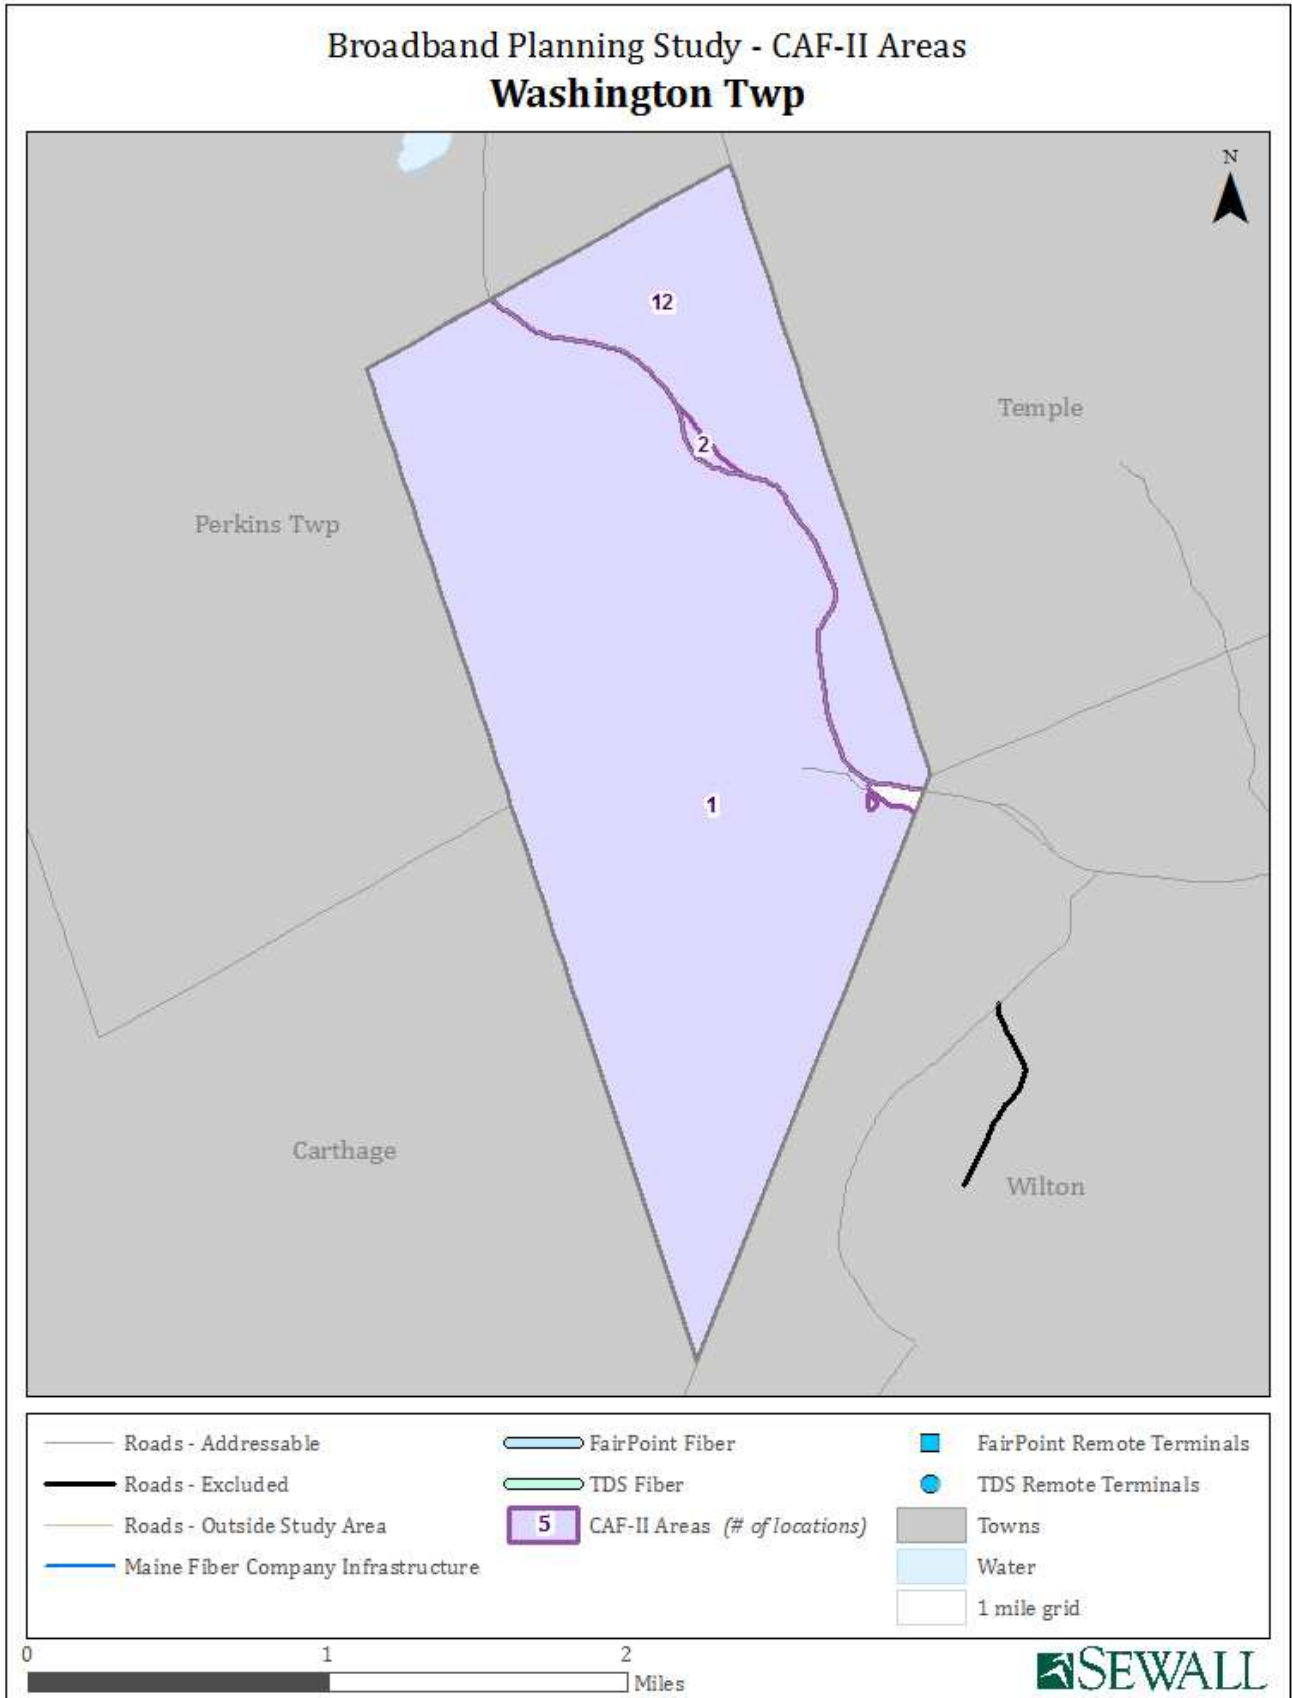 Broadband Planning Study - CAF-II Areas
Washington Twp
N
12
Temple
2
Perkins Twp
1
Carthage
Wilton
Roads - Addressable
Roads - Excluded
Roads - Outside Study Area
Maine Fiber Company Infrastructure
FairPoint Fiber
TDS Fiber
5 CAF-II Areas (# of locations)
FairPoint Remote Terminals
TDS Remote Terminals
Towns
Water
1 mile grid
0 1 2
Miles
SEWALL